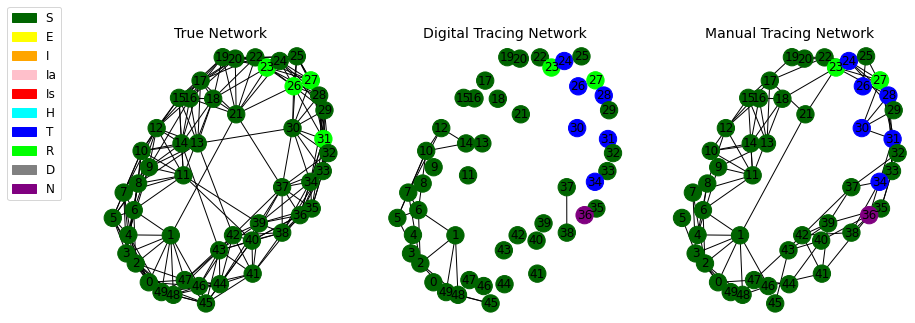 True Network
Digital Tracing Network
Manual Tracing Network
S
E
I
Ia
Is
H
T
R
D
N
19 20 22 24 25
23
17 27
26
15 16 18 28
21 29
12 30
14 13 31
10 32
9
11 33
8 34
7 37
6 35
5 36
39
4 1 42 38
40
3 43
2
41
0 47 46 44
49 48
45
19 20 22 24 25
23
17 27
26
15 16 18 28
21 29
12 30
14 13 31
10 32
9
11 33
8 34
7 37
6 35
5 36
39
4 1 42 38
40
3 43
2
41
0 47 46 44
49 48
45
19 20 22 24 25
23
17 27
26
15 16 18 28
21 29
12 30
14 13 31
10 32
9
11 33
8 34
7 37
6 35
5 36
39
4 1 42 38
40
3 43
2
41
0 47 46 44
49 48
45